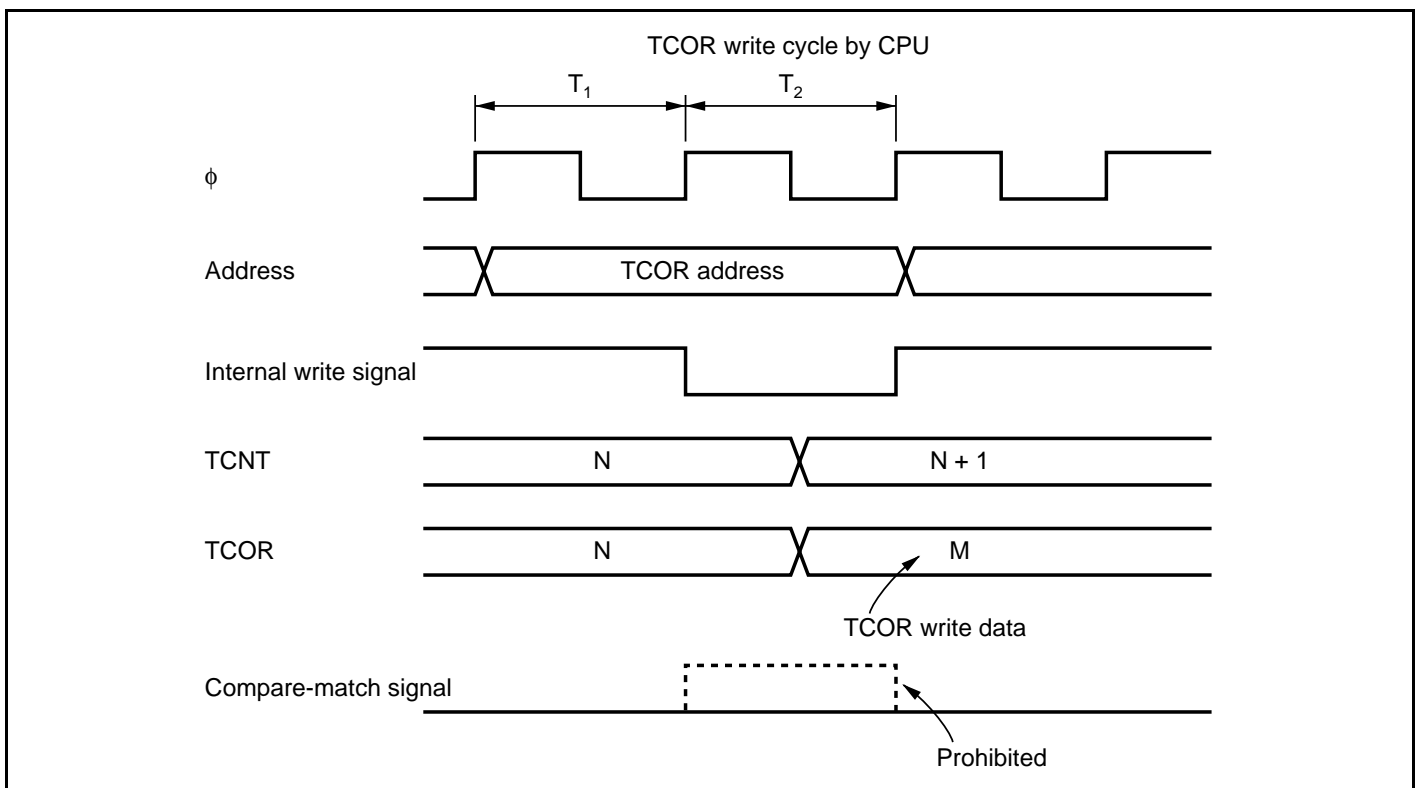 TCOR write cycle by CPU
T₁ T₂
ϕ
Address TCOR address
Internal write signal
TCNT N N + 1
TCOR N M
TCOR write data
Compare-match signal
Prohibited